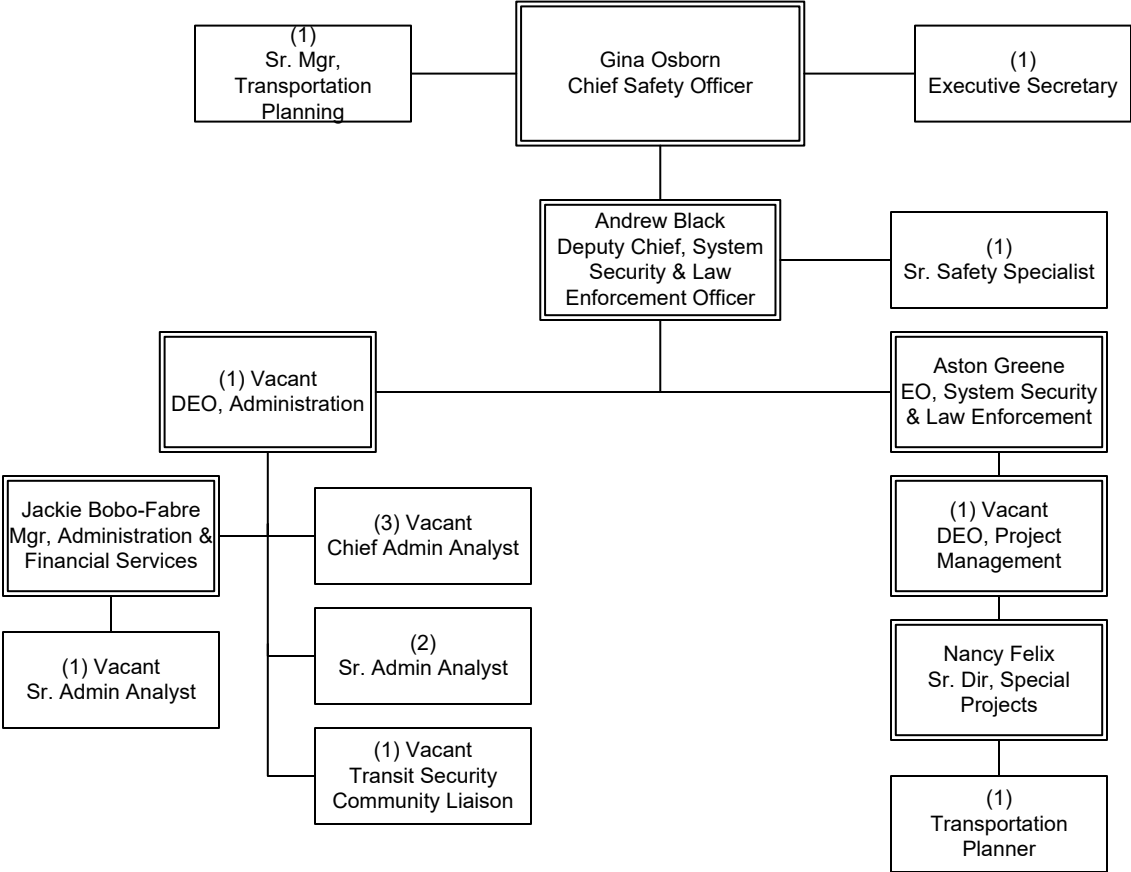 (1)
Sr. Mgr,
Transportation
Planning
Gina Osborn
Chief Safety Officer
(1)
Executive Secretary
Andrew Black
Deputy Chief, System
Security & Law
Enforcement Officer
(1)
Sr. Safety Specialist
(1) Vacant
DEO, Administration
Aston Greene
EO, System Security
& Law Enforcement
Jackie Bobo-Fabre
Mgr, Administration &
Financial Services
(3) Vacant
Chief Admin Analyst
(1) Vacant
DEO, Project
Management
(1) Vacant
Sr. Admin Analyst
(2)
Sr. Admin Analyst
Nancy Felix
Sr. Dir, Special
Projects
(1) Vacant
Transit Security
Community Liaison
(1)
Transportation
Planner